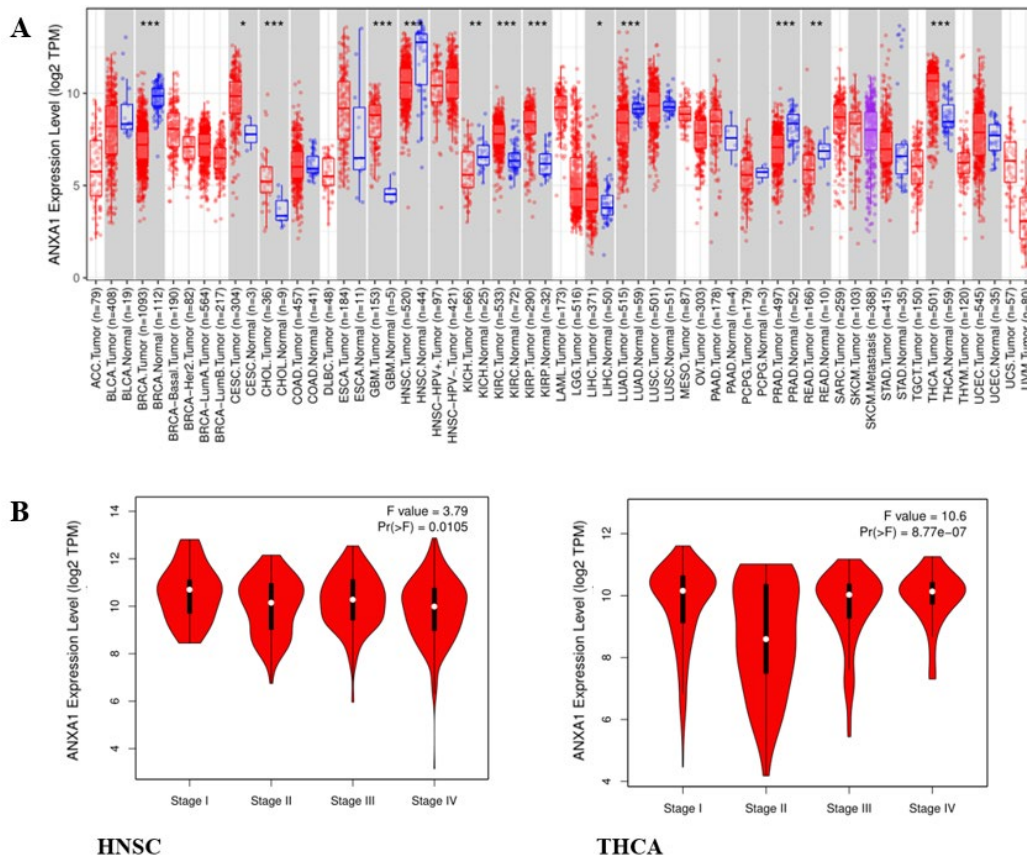 A
ANXA1 Expression Level (log2 TPM)
*** * *** *** *** ** *** *** * *** *** ** ***
10
5
0
ACC.Tumor (n=79)
BLCA.Tumor (n=408)
BLCA.Normal (n=19)
BRCA.Tumor (n=1093)
BRCA.Normal (n=112)
BRCA-Basal.Tumor (n=190)
BRCA-Her2.Tumor (n=82)
BRCA-LumA.Tumor (n=564)
BRCA-LumB.Tumor (n=217)
CESC.Tumor (n=304)
CESC.Normal (n=3)
CHOL.Tumor (n=36)
CHOL.Normal (n=9)
COAD.Tumor (n=457)
COAD.Normal (n=41)
DLBC.Tumor (n=48)
ESCA.Tumor (n=184)
ESCA.Normal (n=11)
GBM.Tumor (n=153)
GBM.Normal (n=5)
HNSC.Tumor (n=520)
HNSC.Normal (n=44)
HNSC-HPV+.Tumor (n=97)
HNSC-HPV-.Tumor (n=421)
KICH.Tumor (n=66)
KICH.Normal (n=25)
KIRC.Tumor (n=533)
KIRC.Normal (n=72)
KIRP.Tumor (n=290)
KIRP.Normal (n=32)
LAML.Tumor (n=173)
LGG.Tumor (n=516)
LIHC.Tumor (n=371)
LIHC.Normal (n=50)
LUAD.Tumor (n=515)
LUAD.Normal (n=59)
LUSC.Tumor (n=501)
LUSC.Normal (n=51)
MESO.Tumor (n=87)
OV.Tumor (n=303)
PAAD.Tumor (n=178)
PAAD.Normal (n=4)
PCPG.Tumor (n=179)
PCPG.Normal (n=3)
PRAD.Tumor (n=497)
PRAD.Normal (n=52)
READ.Tumor (n=166)
READ.Normal (n=10)
SARC.Tumor (n=259)
SKCM.Tumor (n=103)
SKCM.Metastasis (n=368)
STAD.Tumor (n=415)
STAD.Normal (n=35)
TGCT.Tumor (n=150)
THCA.Tumor (n=501)
THCA.Normal (n=59)
THYM.Tumor (n=120)
UCEC.Tumor (n=545)
UCEC.Normal (n=35)
UCS.Tumor (n=57)
UVM.Tumor
B
ANXA1 Expression Level (log2 TPM)
F value = 3.79
Pr(>F) = 0.0105
14
12
10
8
6
4
Stage I Stage II Stage III Stage IV
HNSC
ANXA1 Expression Level (log2 TPM)
F value = 10.6
Pr(>F) = 8.77e-07
12
10
8
6
4
Stage I Stage II Stage III Stage IV
THCA